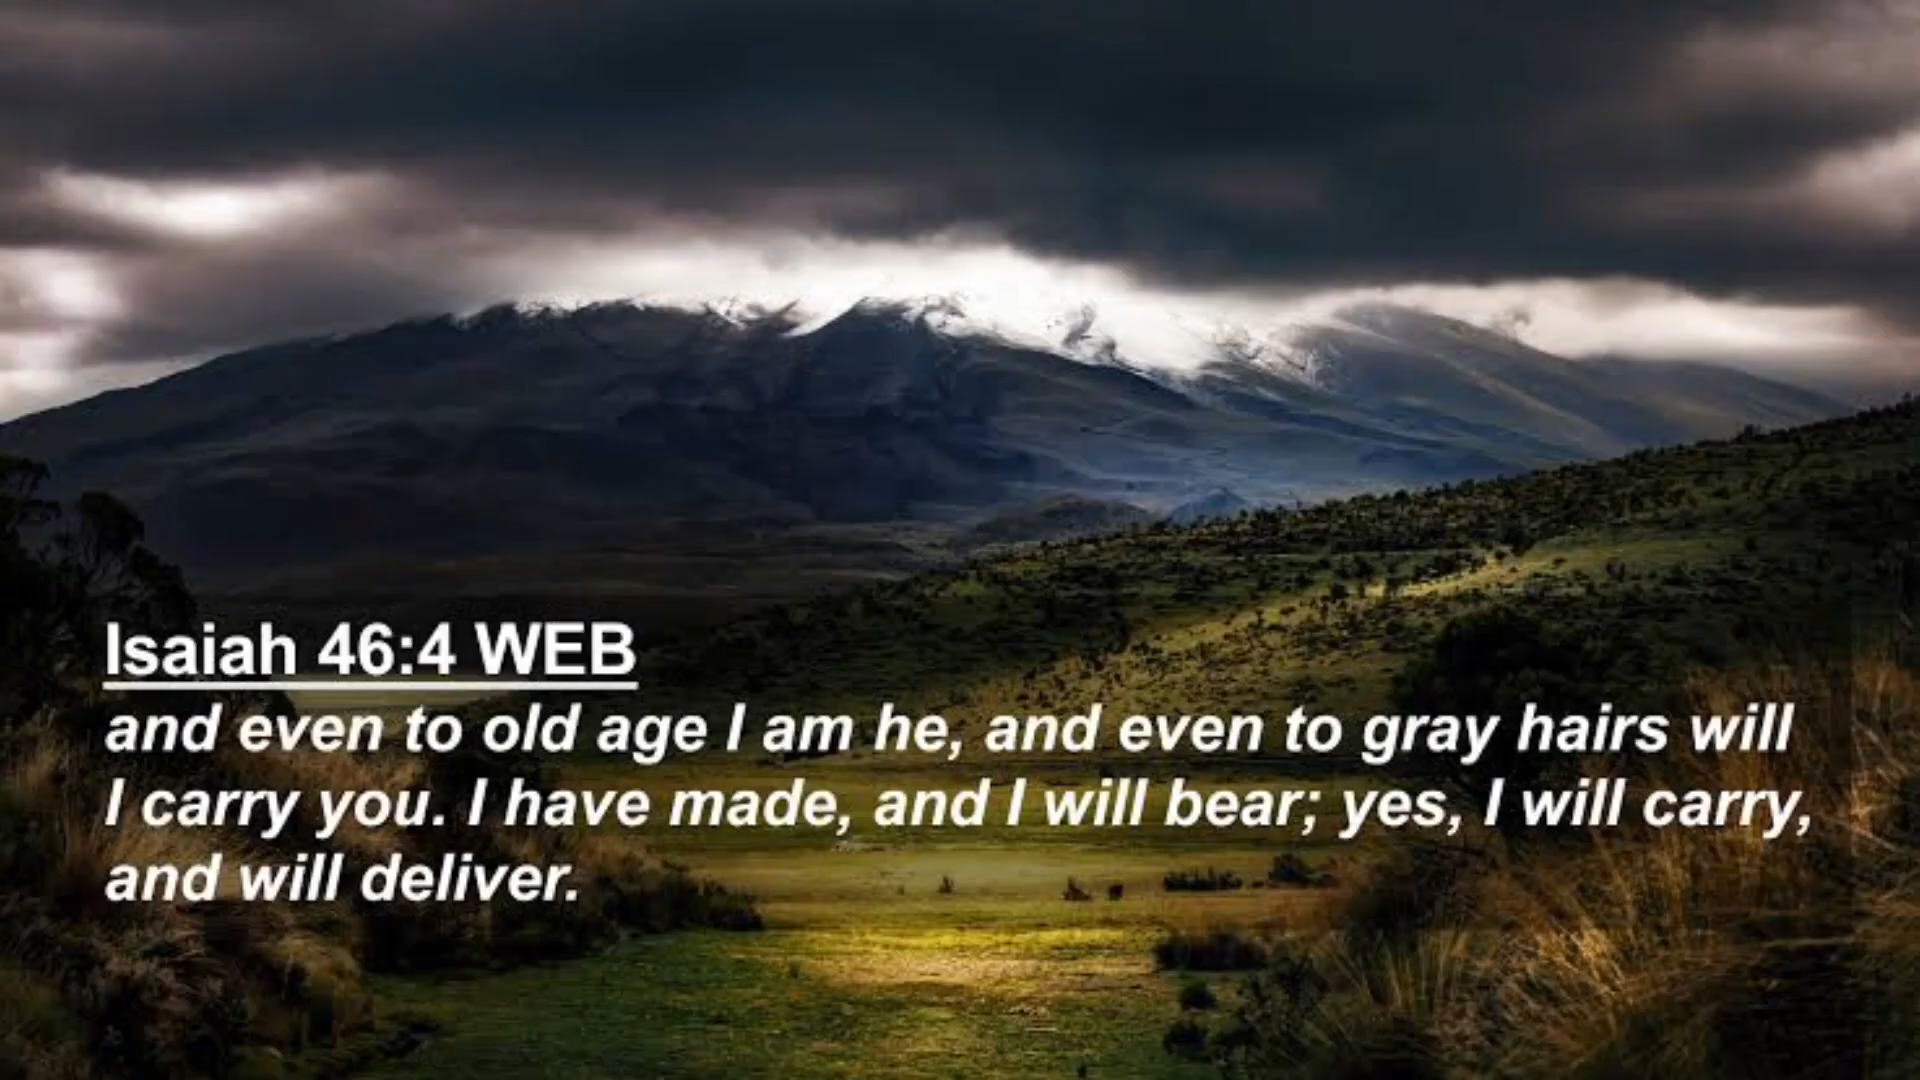 Isaiah 46:4 WEB
and even to old age I am he, and even to gray hairs will
I carry you. I have made, and I will bear; yes, I will carry,
and will deliver.